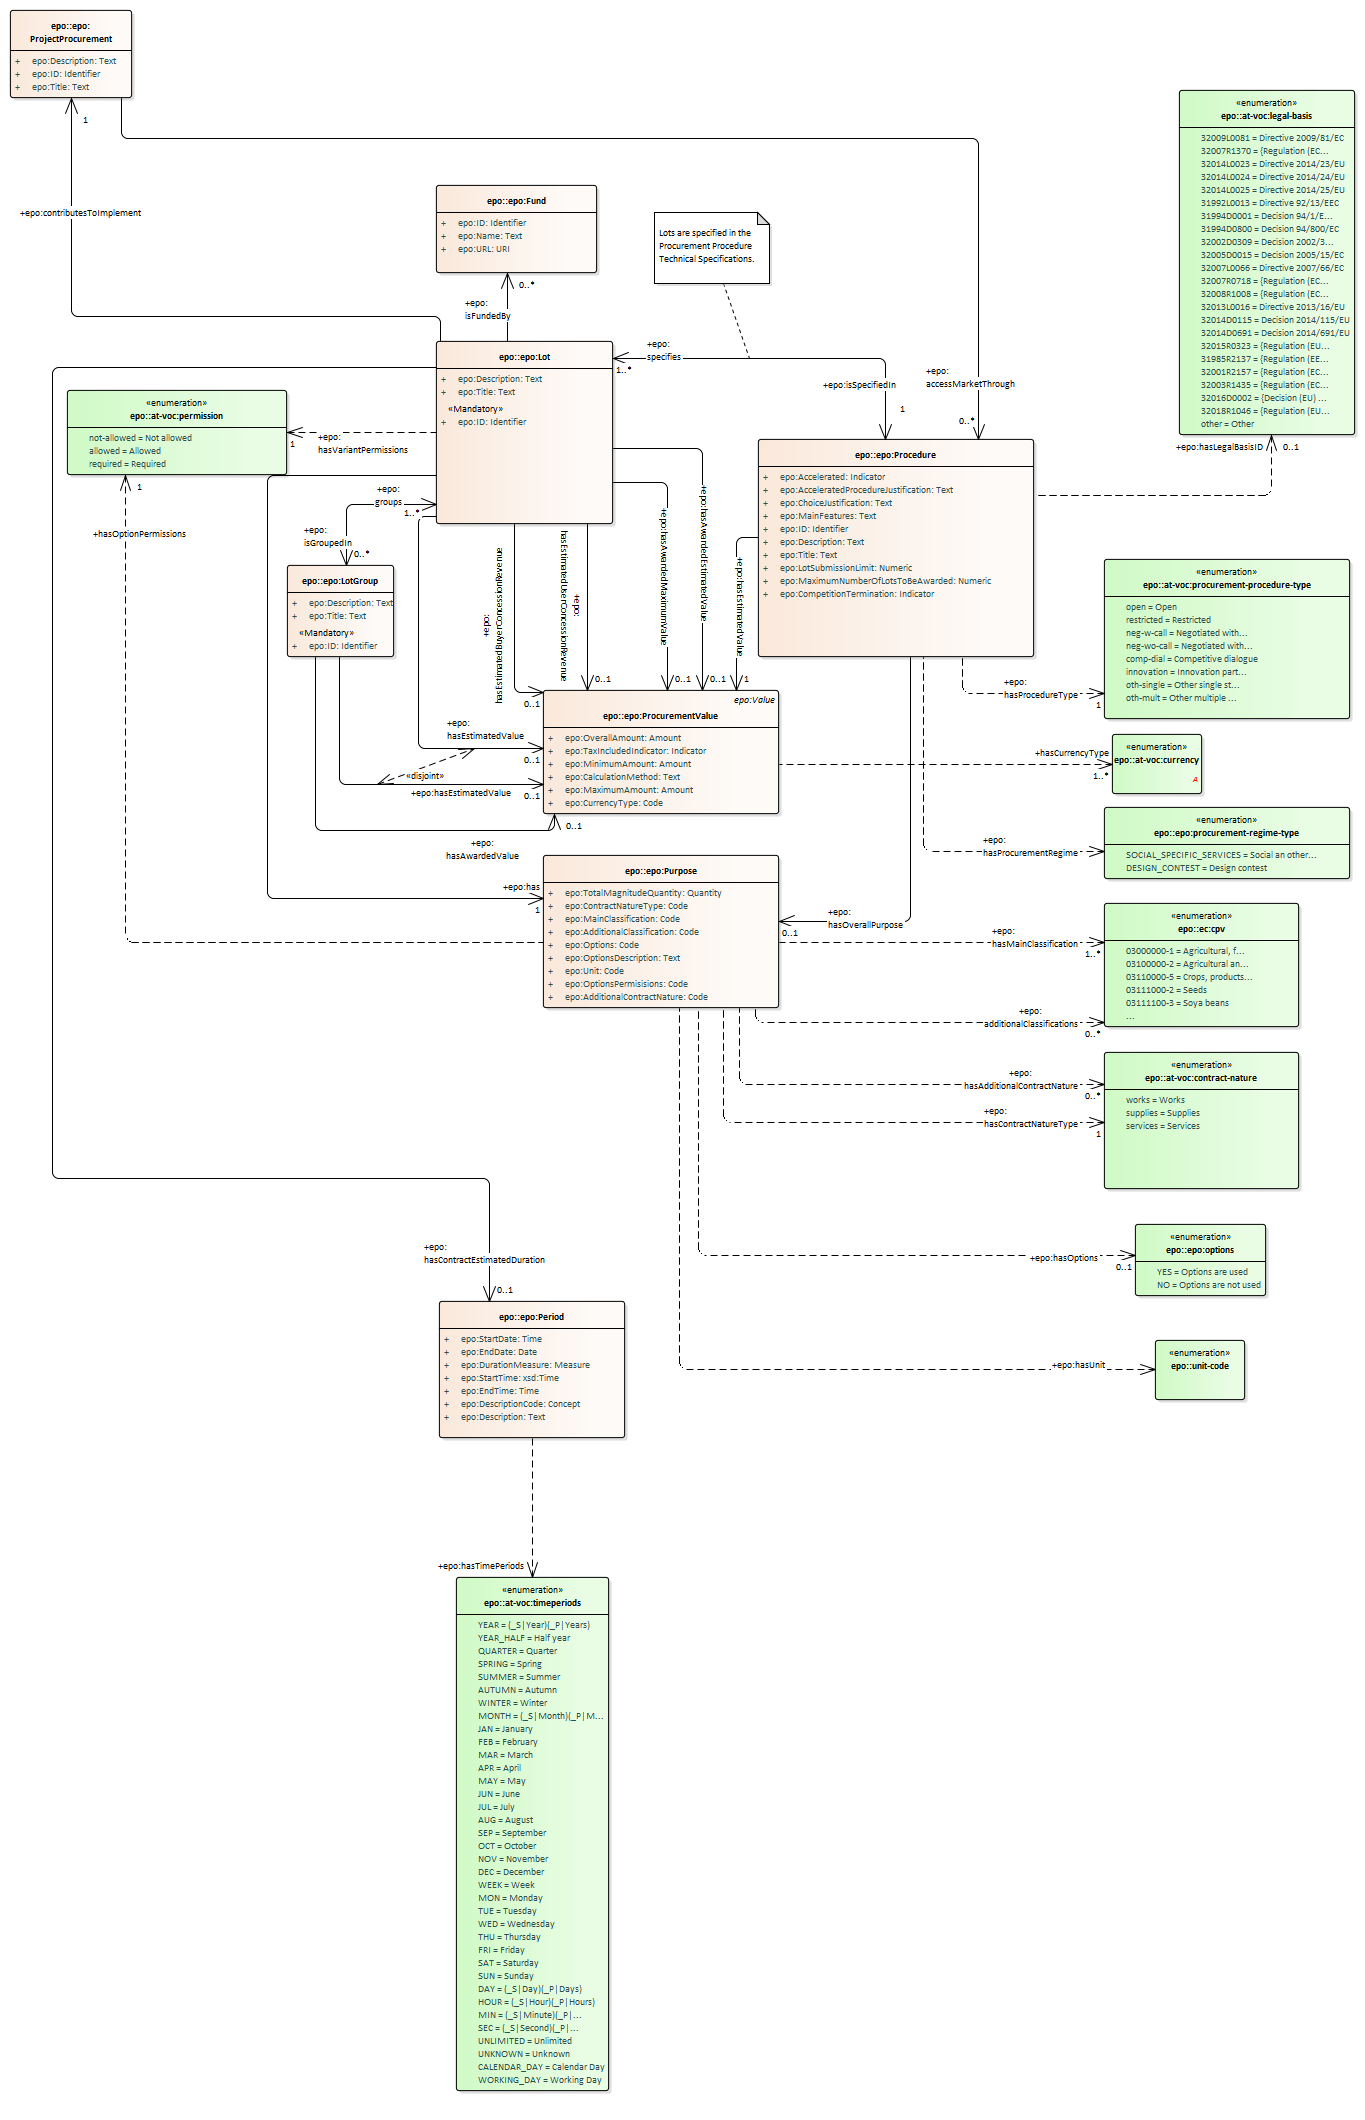 epo::epo:
ProjectProcurement
+ epo:Description: Text
+ epo:ID: Identifier
+ epo:Title: Text
1
+epo:contributesToImplement
epo::epo:Fund
+ epo:ID: Identifier
+ epo:Name: Text
+ epo:URL: URI
0..*
+epo:
isFundedBy
Lots are specified in the
Procurement Procedure
Technical Specifications.
«enumeration»
epo::at-voc:legal-basis
32009L0081 = Directive 2009/81/EC
32007R1370 = {Regulation (EC...
32014L0023 = Directive 2014/23/EU
32014L0024 = Directive 2014/24/EU
32014L0025 = Directive 2014/25/EU
31992L0013 = Directive 92/13/EEC
31994D0001 = Decision 94/1/E...
31994D0800 = Decision 94/800/EC
32002D0309 = Decision 2002/3...
32005D0015 = Decision 2005/15/EC
32007L0066 = Directive 2007/66/EC
32007R0718 = {Regulation (EC...
32008R1008 = {Regulation (EC...
32013L0016 = Directive 2013/16/EU
32014D0115 = Decision 2014/115/EU
32014D0691 = Decision 2014/691/EU
32015R0323 = {Regulation (EU...
31985R2137 = {Regulation (EE...
32001R2157 = {Regulation (EC...
32003R1435 = {Regulation (EC...
32016D0002 = {Decision (EU) ...
32018R1046 = {Regulation (EU...
other = Other
+epo:hasLegalBasisID
0..1
epo::epo:Lot
+ epo:Description: Text
+ epo:Title: Text
«Mandatory»
+ epo:ID: Identifier
+epo:
specifies
1..*
+epo:isSpecifiedIn
1
+epo:
accessMarketThrough
0..*
«enumeration»
epo::at-voc:permission
not-allowed = Not allowed
allowed = Allowed
required = Required
1
+epo:
hasVariantPermissions
1
+hasOptionPermissions
+epo:
groups
1..*
+epo:
isGroupedIn
0..*
epo::epo:LotGroup
+ epo:Description: Text
+ epo:Title: Text
«Mandatory»
+ epo:ID: Identifier
epo::epo:Procedure
+ epo:Accelerated: Indicator
+ epo:AcceleratedProcedureJustification: Text
+ epo:ChoiceJustification: Text
+ epo:MainFeatures: Text
+ epo:ID: Identifier
+ epo:Description: Text
+ epo:Title: Text
+ epo:LotSubmissionLimit: Numeric
+ epo:MaximumNumberOfLotsToBeAwarded: Numeric
+ epo:CompetitionTermination: Indicator
+epo:
hasEstimatedBuyerConcessionRevenue
0..1
+epo:
hasEstimatedUserConcessionRevenue
0..1
+epo:hasAwardedMaximumValue
0..1
+epo:hasAwardedEstimatedValue
0..1
+epo:hasEstimatedValue
1
«enumeration»
epo::at-voc:procurement-procedure-type
open = Open
restricted = Restricted
neg-w-call = Negotiated with...
neg-wo-call = Negotiated with...
comp-dial = Competitive dialogue
innovation = Innovation part...
oth-single = Other single st...
oth-mult = Other multiple ...
+epo:
hasProcedureType
1
epo:Value
epo::epo:ProcurementValue
+ epo:OverallAmount: Amount
+ epo:TaxIncludedIndicator: Indicator
+ epo:MinimumAmount: Amount
+ epo:CalculationMethod: Text
+ epo:MaximumAmount: Amount
+ epo:CurrencyType: Code
+epo:
hasEstimatedValue
0..1
«disjoint»
+epo:hasEstimatedValue
0..1
+epo:
hasAwardedValue
0..1
+hasCurrencyType
1..*
«enumeration»
epo::at-voc:currency
A
«enumeration»
epo::epo:procurement-regime-type
SOCIAL_SPECIFIC_SERVICES = Social an other...
DESIGN_CONTEST = Design contest
+epo:
hasProcurementRegime
epo::epo:Purpose
+ epo:TotalMagnitudeQuantity: Quantity
+ epo:ContractNatureType: Code
+ epo:MainClassification: Code
+ epo:AdditionalClassification: Code
+ epo:Options: Code
+ epo:OptionsDescription: Text
+ epo:Unit: Code
+ epo:OptionsPermisisions: Code
+ epo:AdditionalContractNature: Code
+epo:has
1
+epo:
hasOverallPurpose
0..1
«enumeration»
epo::ec:cpv
03000000-1 = Agricultural, f...
03100000-2 = Agricultural an...
03110000-5 = Crops, products...
03111000-2 = Seeds
03111100-3 = Soya beans
...
+epo:
hasMainClassification
1..*
+epo:
additionalClassifications
0..*
«enumeration»
epo::at-voc:contract-nature
works = Works
supplies = Supplies
services = Services
+epo:
hasAdditionalContractNature
0..*
+epo:
hasContractNatureType
1
«enumeration»
epo::epo:options
YES = Options are used
NO = Options are not used
+epo:hasOptions
0..1
«enumeration»
epo::unit-code
+epo:hasUnit
+epo:
hasContractEstimatedDuration
0..1
epo::epo:Period
+ epo:StartDate: Time
+ epo:EndDate: Date
+ epo:DurationMeasure: Measure
+ epo:StartTime: xsd:Time
+ epo:EndTime: Time
+ epo:DescriptionCode: Concept
+ epo:Description: Text
+epo:hasTimePeriods
«enumeration»
epo::at-voc:timeperiods
YEAR = (_S|Year)(_P|Years)
YEAR_HALF = Half year
QUARTER = Quarter
SPRING = Spring
SUMMER = Summer
AUTUMN = Autumn
WINTER = Winter
MONTH = (_S|Month)(_P|M...
JAN = January
FEB = February
MAR = March
APR = April
MAY = May
JUN = June
JUL = July
AUG = August
SEP = September
OCT = October
NOV = November
DEC = December
WEEK = Week
MON = Monday
TUE = Tuesday
WED = Wednesday
THU = Thursday
FRI = Friday
SAT = Saturday
SUN = Sunday
DAY = (_S|Day)(_P|Days)
HOUR = (_S|Hour)(_P|Hours)
MIN = (_S|Minute)(_P|...
SEC = (_S|Second)(_P|...
UNLIMITED = Unlimited
UNKNOWN = Unknown
CALENDAR_DAY = Calendar Day
WORKING_DAY = Working Day